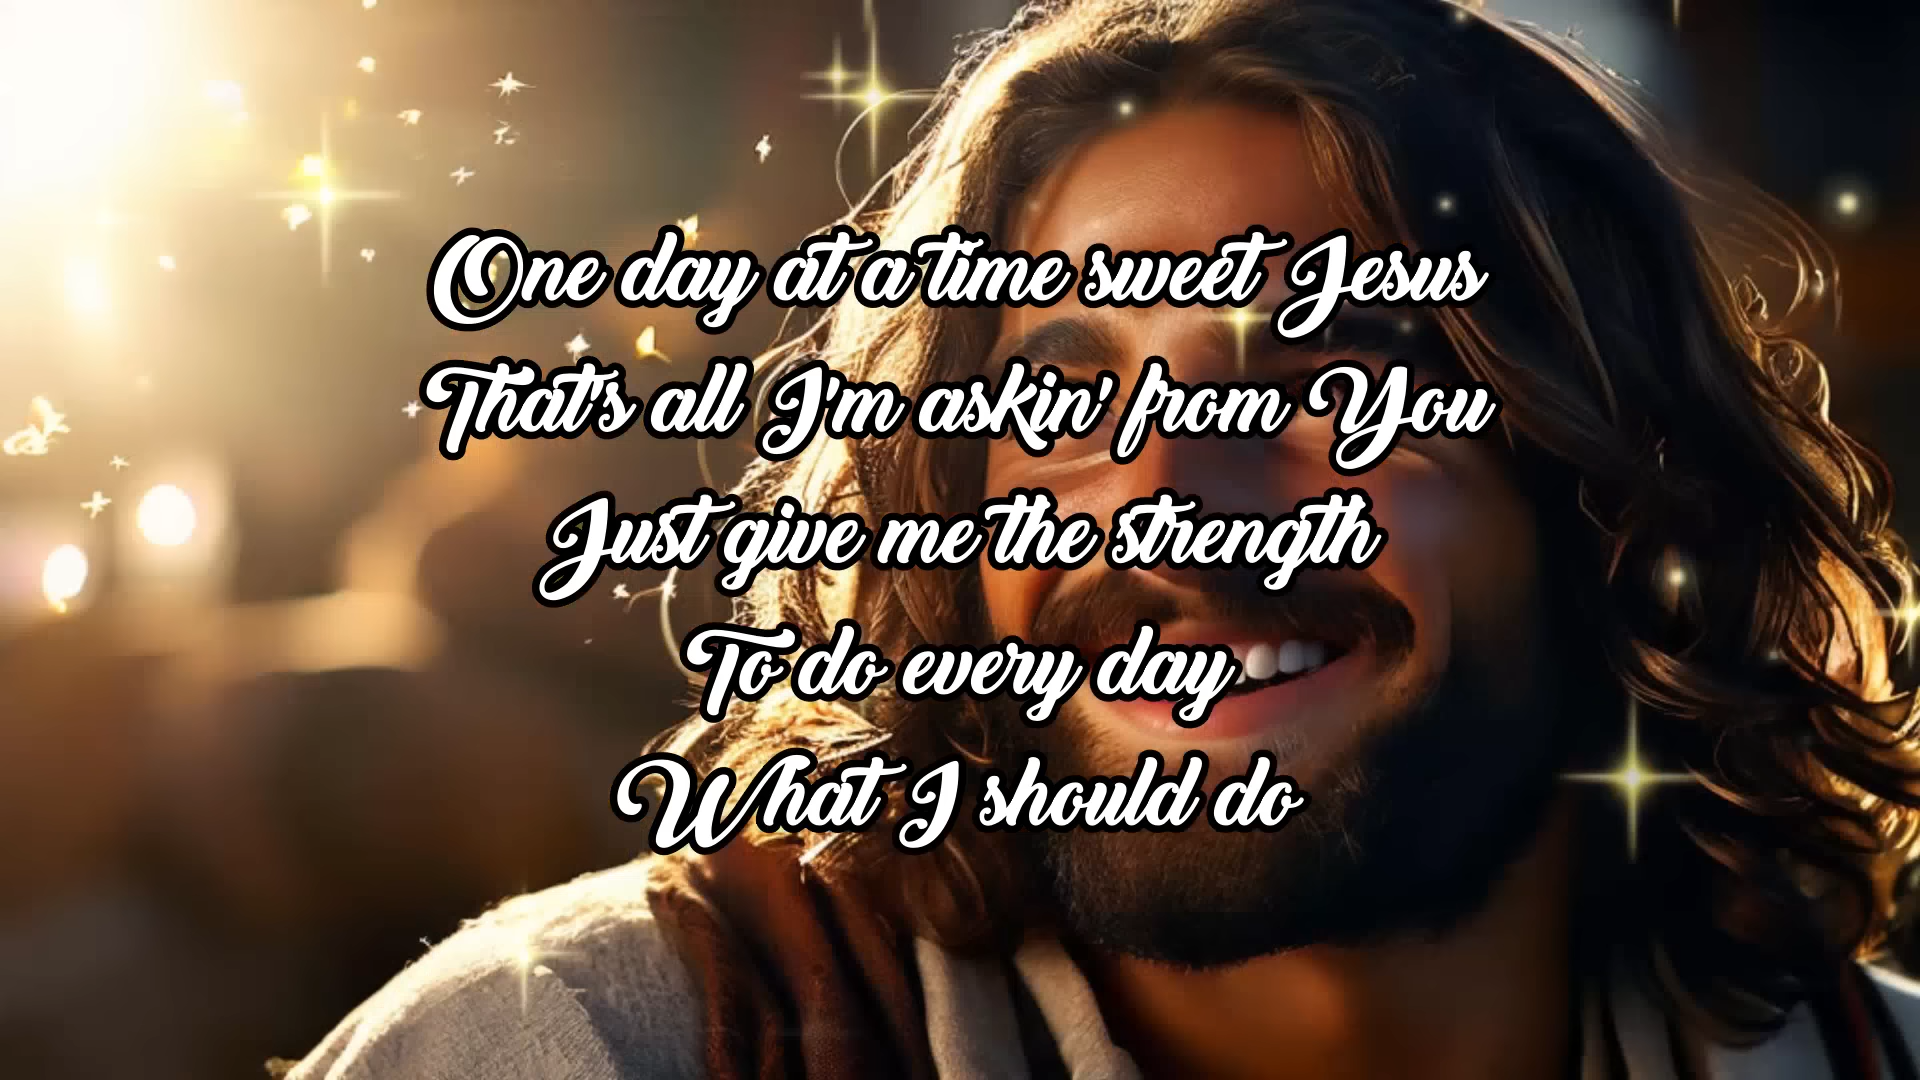 One day at a time sweet Jesus
That's all I'm askin' from You
Just give me the strength
To do every day
What I should do